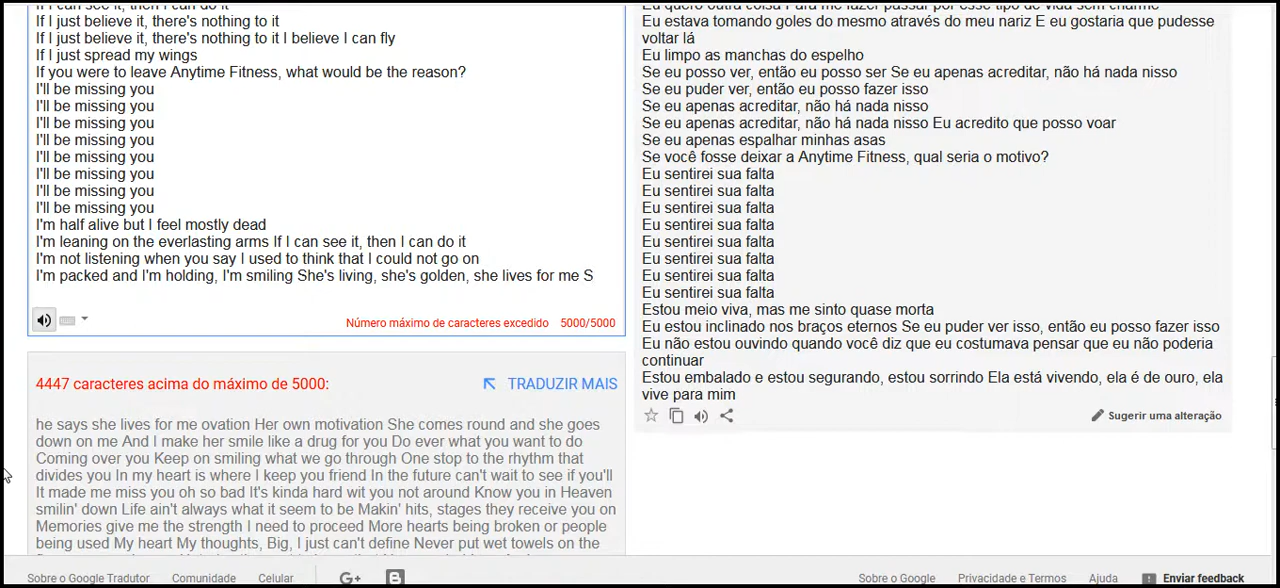 If I can see it, then I can do it
If I just believe it, there's nothing to it
If I just believe it, there's nothing to it I believe I can fly
If I just spread my wings
If you were to leave Anytime Fitness, what would be the reason?
I'll be missing you
I'll be missing you
I'll be missing you
I'll be missing you
I'll be missing you
I'll be missing you
I'll be missing you
I'll be missing you
I'm half alive but I feel mostly dead
I'm leaning on the everlasting arms If I can see it, then I can do it
I'm not listening when you say I used to think that I could not go on
I'm packed and I'm holding, I'm smiling She's living, she's golden, she lives for me S
Número máximo de caracteres excedido 5000/5000
4447 caracteres acima do máximo de 5000:
TRADUZIR MAIS
he says she lives for me ovation Her own motivation She comes round and she goes
down on me And I make her smile like a drug for you Do ever what you want to do
Coming over you Keep on smiling what we go through One stop to the rhythm that
divides you In my heart is where I keep you friend In the future can't wait to see if you'll
It made me miss you oh so bad It's kinda hard wit you not around Know you in Heaven
smilin' down Life ain't always what it seem to be Makin' hits, stages they receive you on
Memories give me the strength I need to proceed More hearts being broken or people
being used My heart My thoughts, Big, I just can't define Never put wet towels on the
Eu quero outra coisa Para me fazer passar por esse tipo de vida sem charme
Eu estava tomando goles do mesmo através do meu nariz E eu gostaria que pudesse
voltar lá
Eu limpo as manchas do espelho
Se eu posso ver, então eu posso ser Se eu apenas acreditar, não há nada nisso
Se eu puder ver, então eu posso fazer isso
Se eu apenas acreditar, não há nada nisso
Se eu apenas acreditar, não há nada nisso Eu acredito que posso voar
Se eu apenas espalhar minhas asas
Se você fosse deixar a Anytime Fitness, qual seria o motivo?
Eu sentirei sua falta
Eu sentirei sua falta
Eu sentirei sua falta
Eu sentirei sua falta
Eu sentirei sua falta
Eu sentirei sua falta
Eu sentirei sua falta
Eu sentirei sua falta
Estou meio viva, mas me sinto quase morta
Eu estou inclinado nos braços eternos Se eu puder ver isso, então eu posso fazer isso
Eu não estou ouvindo quando você diz que eu costumava pensar que eu não poderia
continuar
Estou embalado e estou segurando, estou sorrindo Ela está vivendo, ela é de ouro, ela
vive para mim
Sugerir uma alteração
Sobre o Google Tradutor Comunidade Celular G+ B
Sobre o Google Privacidade e Termos Ajuda Enviar feedback